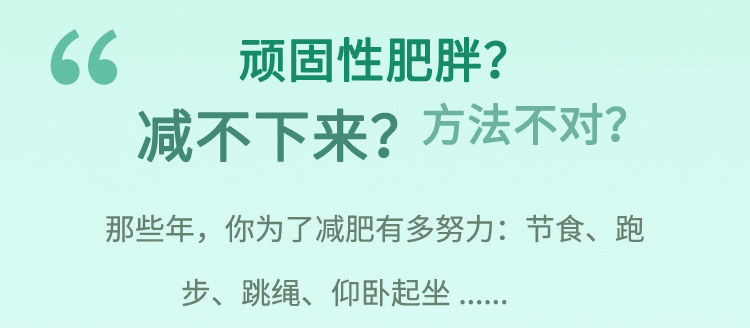 “
顽固性肥胖？
减不下来？
方法不对？
那些年，你为了减肥有多努力：节食、跑
步、跳绳、仰卧起坐 ......